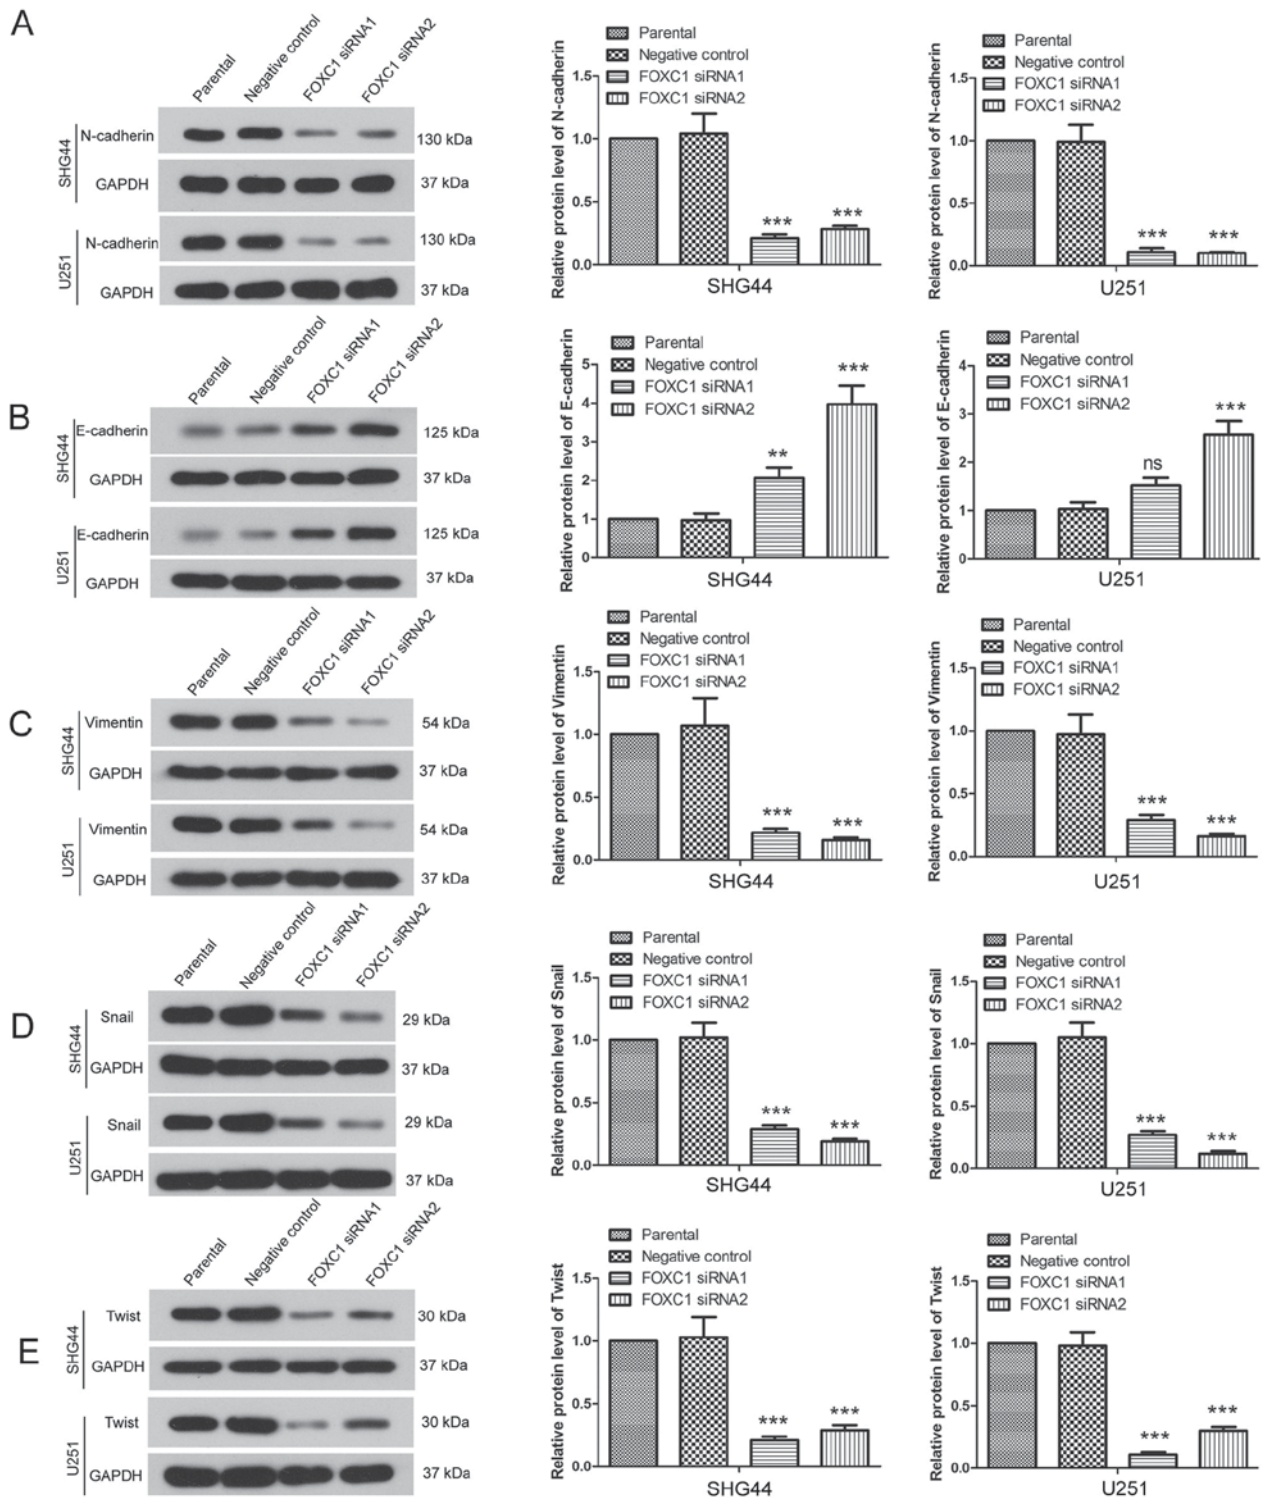 A
Parental
Negative control
FOXC1 siRNA1
FOXC1 siRNA2
SHG44
N-cadherin
130 kDa
GAPDH
37 kDa
U251
N-cadherin
130 kDa
GAPDH
37 kDa
Parental
Negative control
FOXC1 siRNA1
FOXC1 siRNA2
Relative protein level of N-cadherin
1.5
1.0
0.5
0.0
***
***
SHG44
Parental
Negative control
FOXC1 siRNA1
FOXC1 siRNA2
Relative protein level of N-cadherin
1.5
1.0
0.5
0.0
***
***
U251
B
Parental
Negative control
FOXC1 siRNA1
FOXC1 siRNA2
SHG44
E-cadherin
125 kDa
GAPDH
37 kDa
U251
E-cadherin
125 kDa
GAPDH
37 kDa
Parental
Negative control
FOXC1 siRNA1
FOXC1 siRNA2
Relative protein level of E-cadherin
5
4
3
2
1
0
**
***
SHG44
Parental
Negative control
FOXC1 siRNA1
FOXC1 siRNA2
Relative protein level of E-cadherin
4
3
2
1
0
ns
***
U251
C
Parental
Negative control
FOXC1 siRNA1
FOXC1 siRNA2
SHG44
Vimentin
54 kDa
GAPDH
37 kDa
U251
Vimentin
54 kDa
GAPDH
37 kDa
Parental
Negative control
FOXC1 siRNA1
FOXC1 siRNA2
Relative protein level of Vimentin
1.5
1.0
0.5
0.0
***
***
SHG44
Parental
Negative control
FOXC1 siRNA1
FOXC1 siRNA2
Relative protein level of Vimentin
1.5
1.0
0.5
0.0
***
***
U251
D
Parental
Negative control
FOXC1 siRNA1
FOXC1 siRNA2
SHG44
Snail
29 kDa
GAPDH
37 kDa
U251
Snail
29 kDa
GAPDH
37 kDa
Parental
Negative control
FOXC1 siRNA1
FOXC1 siRNA2
Relative protein level of Snail
1.5
1.0
0.5
0.0
***
***
SHG44
Parental
Negative control
FOXC1 siRNA1
FOXC1 siRNA2
Relative protein level of Snail
1.5
1.0
0.5
0.0
***
***
U251
E
Parental
Negative control
FOXC1 siRNA1
FOXC1 siRNA2
SHG44
Twist
30 kDa
GAPDH
37 kDa
U251
Twist
30 kDa
GAPDH
37 kDa
Parental
Negative control
FOXC1 siRNA1
FOXC1 siRNA2
Relative protein level of Twist
1.5
1.0
0.5
0.0
***
***
SHG44
Parental
Negative control
FOXC1 siRNA1
FOXC1 siRNA2
Relative protein level of Twist
1.5
1.0
0.5
0.0
***
***
U251